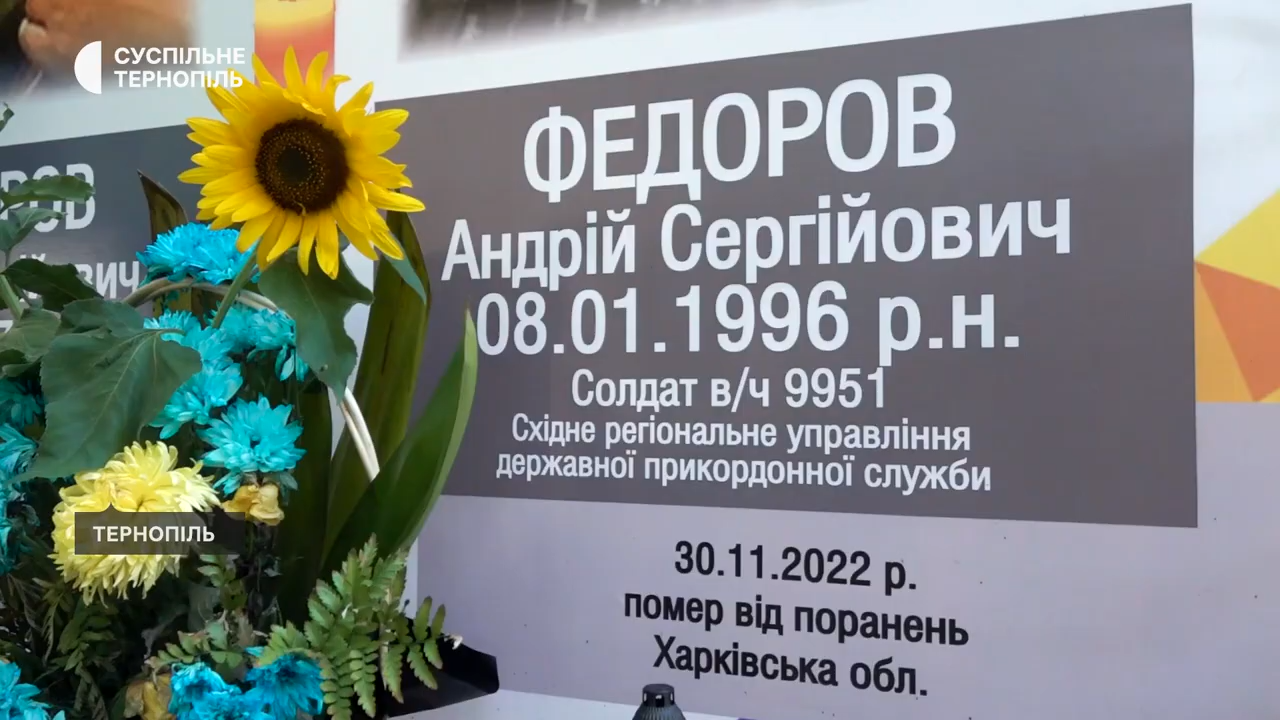 СУСПІЛЬНЕ
ТЕРНОПІЛЬ
ФЕДОРОВ
Андрій Сергійович
08.01.1996 р.н.
Солдат в/ч 9951
Східне регіональне управління
державної прикордонної служби
30.11.2022 р.
помер від поранень
Харківська обл.
ТЕРНОПІЛЬ